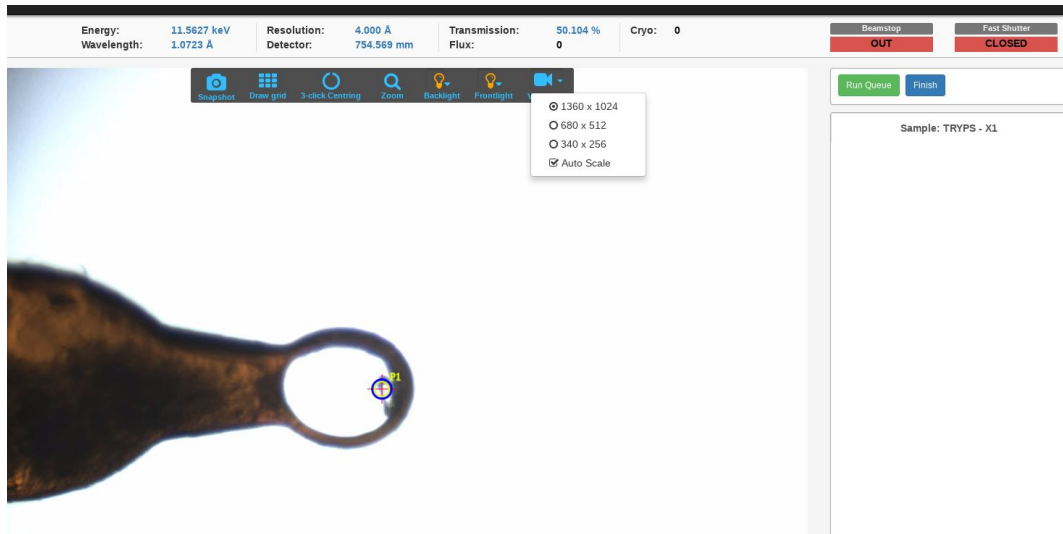 Energy: 11.5627 keV Resolution: 4.000 Å Transmission: 50.104 % Cryo: 0
Wavelength: 1.0723 Å Detector: 754.569 mm Flux: 0
Beamstop
OUT
Fast Shutter
CLOSED
Snapshot Draw grid 3-click Centring Zoom Backlight Frontlight
1360 x 1024
680 x 512
340 x 256
Auto Scale
P1
Run Queue Finish
Sample: TRYPS - X1